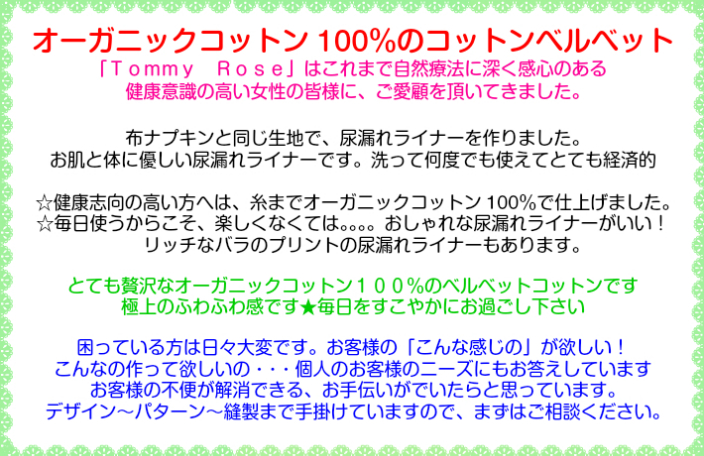 オーガニックコットン100%のコットンベルベット
「Ｔｏｍｍｙ　Ｒｏｓｅ」はこれまで自然療法に深く感心のある
健康意識の高い女性の皆様に、ご愛顧を頂いてきました。
布ナプキンと同じ生地で、尿漏れライナーを作りました。
お肌と体に優しい尿漏れライナーです。洗って何度でも使えてとても経済的
☆健康志向の高い方へは、糸までオーガニックコットン100％で仕上げました。
☆毎日使うからこそ、楽しくなくては。。。。おしゃれな尿漏れライナーがいい！
リッチなバラのプリントの尿漏れライナーもあります。
とても贅沢なオーガニックコットン１００％のベルベットコットンです
極上のふわふわ感です★毎日をすこやかにお過ごし下さい
困っている方は日々大変です。お客様の「こんな感じの」が欲しい！
こんなの作って欲しいの・・・個人のお客様のニーズにもお答えしています
お客様の不便が解消できる、お手伝いがでいたらと思っています。
デザイン～パターン～縫製まで手掛けていますので、まずはご相談ください。